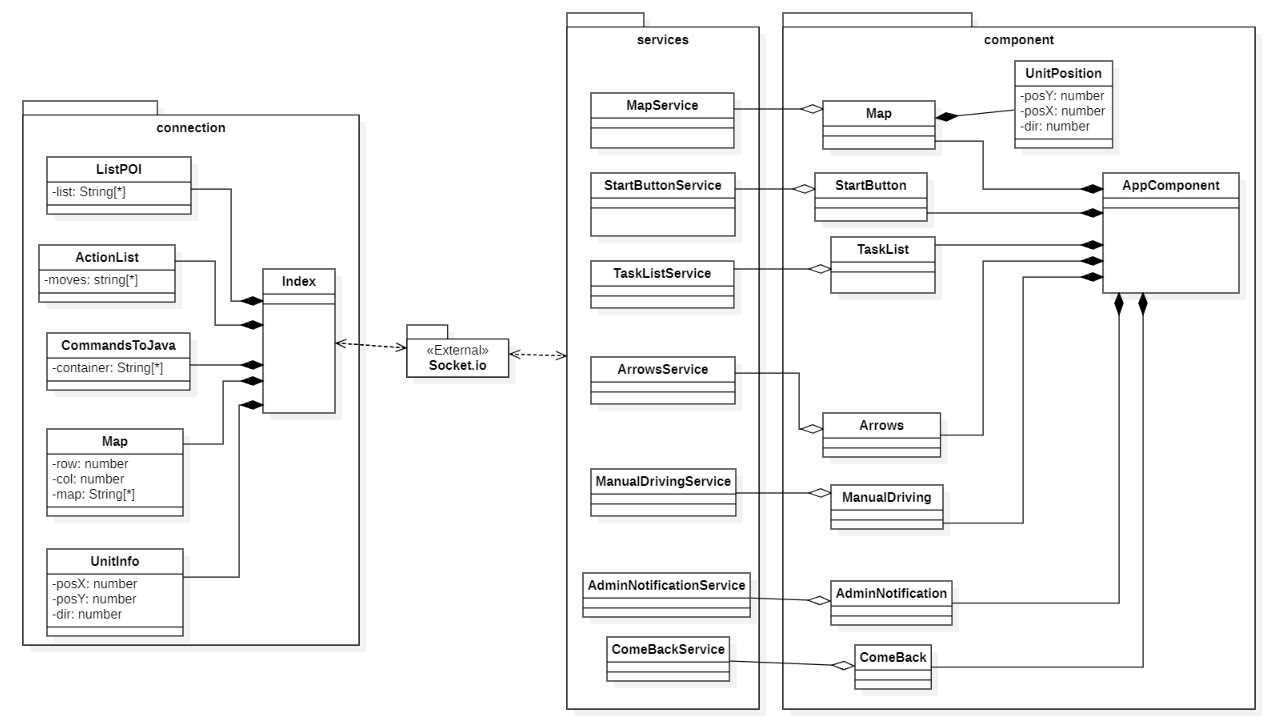 connection
ListPOI
-list: String[*]
ActionList
-moves: string[*]
CommandsToJava
-container: String[*]
Map
-row: number
-col: number
-map: String[*]
UnitInfo
-posX: number
-posY: number
-dir: number
Index
«External»
Socket.io
services
MapService
StartButtonService
TaskListService
ArrowsService
ManualDrivingService
AdminNotificationService
ComeBackService
component
UnitPosition
-posY: number
-posX: number
-dir: number
Map
StartButton
AppComponent
TaskList
Arrows
ManualDriving
AdminNotification
ComeBack